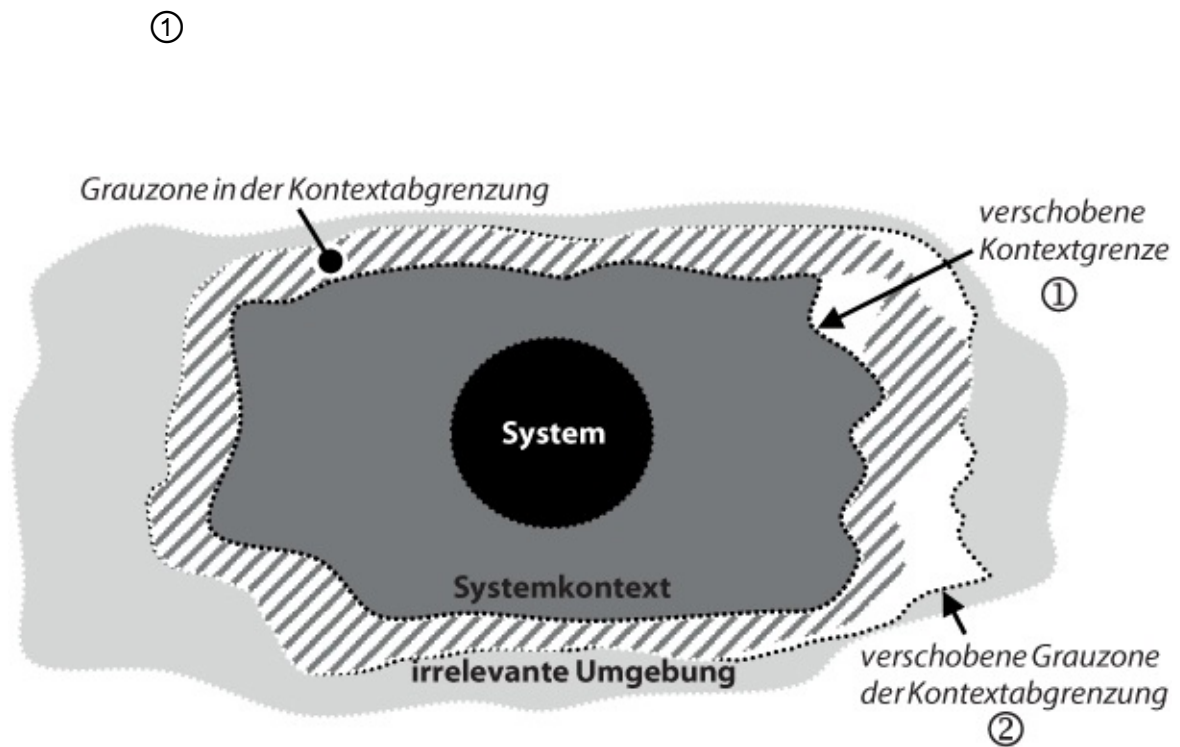 ①
Grauzone in der Kontextabgrenzung
verschobene
Kontextgrenze
①
System
Systemkontext
irrelevante Umgebung
verschobene Grauzone
der Kontextabgrenzung
②